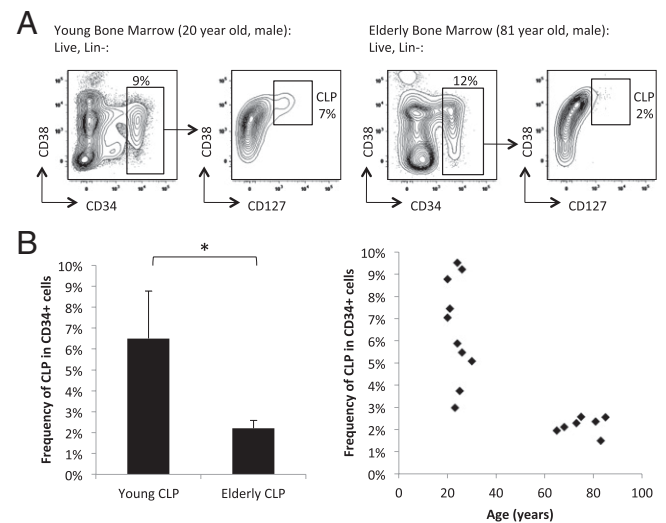 A
Young Bone Marrow (20 year old, male):
Live, Lin-:
Elderly Bone Marrow (81 year old, male):
Live, Lin-:
9%
CLP
7%
CD38
CD34
CD38
CD127
12%
CLP
2%
CD38
CD34
CD38
CD127
B
*
Frequency of CLP in CD34+ cells
10%
9%
8%
7%
6%
5%
4%
3%
2%
1%
0%
Young CLP
Elderly CLP
Frequency of CLP in CD34+ cells
10%
9%
8%
7%
6%
5%
4%
3%
2%
1%
0%
0
20
40
60
80
100
Age (years)